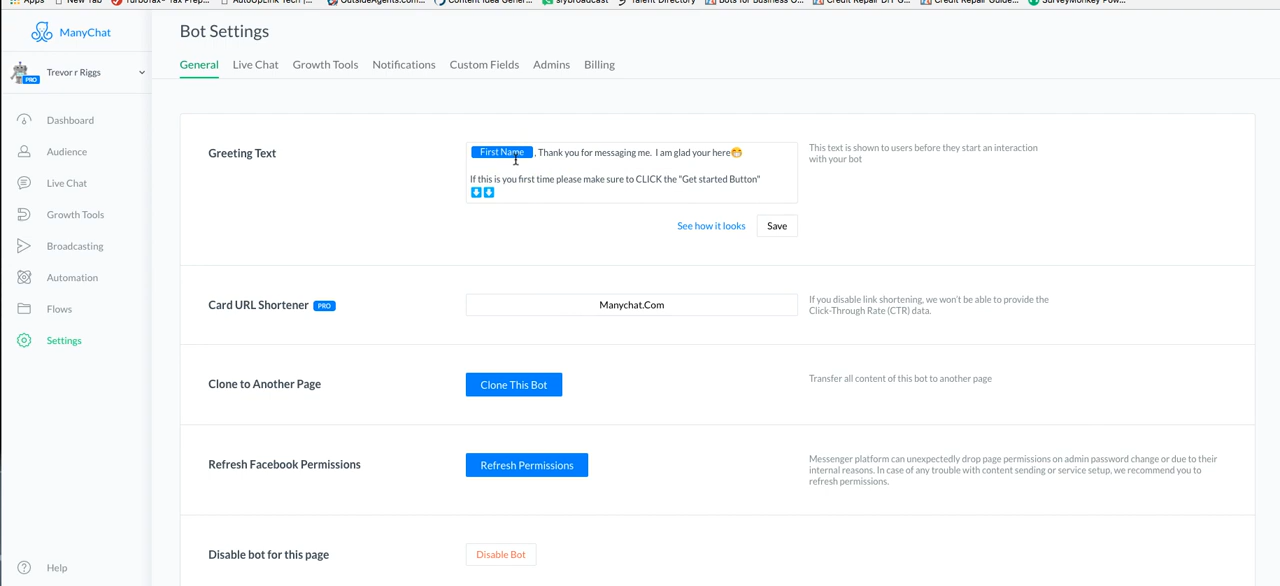 Apps New Tab TurboTax® Tax Prep... AutoUpLink Tech |... OutsideAgents.com... Content Idea Gener... slybroadcast Talent Directory Bots for Business G... Credit Repair DIY G... Credit Repair Guide... SurveyMonkey Pow...
ManyChat
Bot Settings
Trevor r Riggs
PRO
General Live Chat Growth Tools Notifications Custom Fields Admins Billing
Dashboard
Audience
Live Chat
Growth Tools
Broadcasting
Automation
Flows
Settings
Help
Greeting Text
First Name , Thank you for messaging me. I am glad your here😁
If this is you first time please make sure to CLICK the "Get started Button"
⬇️⬇️
This text is shown to users before they start an interaction
with your bot
See how it looks Save
Card URL Shortener PRO
Manychat.Com
If you disable link shortening, we won't be able to provide the
Click-Through Rate (CTR) data.
Clone to Another Page
Clone This Bot
Transfer all content of this bot to another page
Refresh Facebook Permissions
Refresh Permissions
Messenger platform can unexpectedly drop page permissions on admin password change or due to their
internal reasons. In case of any trouble with content sending or service setup, we recommend you to
refresh permissions.
Disable bot for this page
Disable Bot